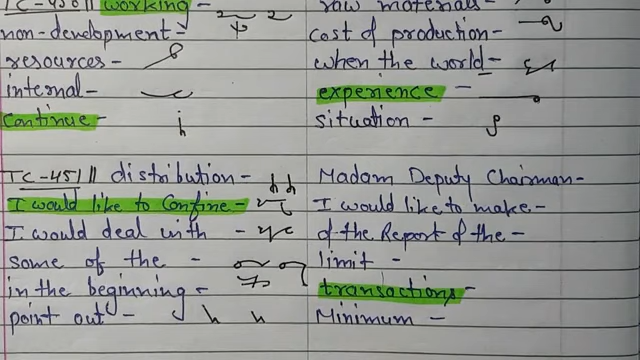 TC-450|| working -
non-development -
resources -
internal -
Continue -
raw materials -
Cost of production -
when the world -
experience -
situation -
TC-451|| distribution -
I would like to Confine -
I would deal with -
some of the -
in the beginning -
point out -
Madam Deputy Chairman -
I would like to make -
of the Report of the -
limit -
transactions -
Minimum -